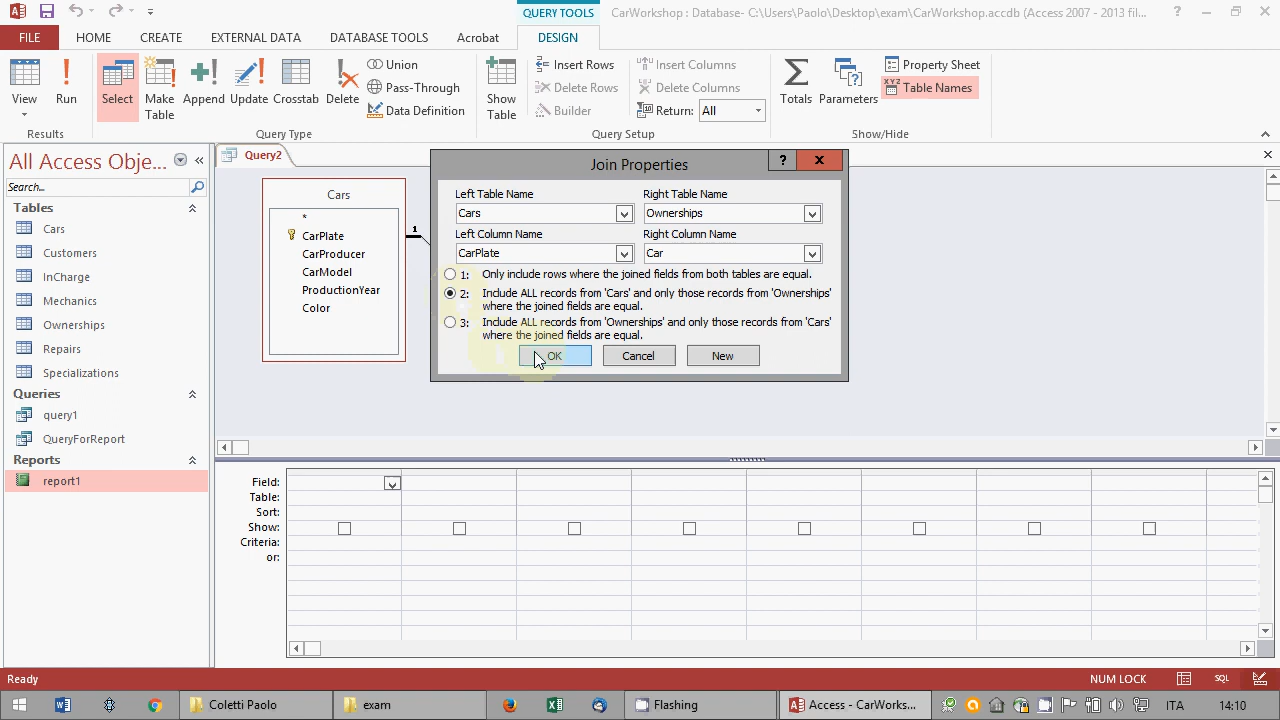 QUERY TOOLS
CarWorkshop : Database- C:\Users\Paolo\Desktop\exam\CarWorkshop.accdb (Access 2007 - 2013 fil...
FILE HOME CREATE EXTERNAL DATA DATABASE TOOLS Acrobat DESIGN
View
Run
Select
Make Table
Append
Update
Crosstab
Delete
Union
Pass-Through
Data Definition
Show Table
Insert Rows
Delete Rows
Builder
Insert Columns
Delete Columns
Return: All
Totals
Parameters
Property Sheet
Table Names
Results Query Type Query Setup Show/Hide
All Access Obje...
Search...
Tables
Cars
Customers
InCharge
Mechanics
Ownerships
Repairs
Specializations
Queries
query1
QueryForReport
Reports
report1
Query2
Cars
*
CarPlate
CarProducer
CarModel
ProductionYear
Color
1
Join Properties
Left Table Name Right Table Name
Cars Ownerships
Left Column Name Right Column Name
CarPlate Car
1: Only include rows where the joined fields from both tables are equal.
2: Include ALL records from 'Cars' and only those records from 'Ownerships'
where the joined fields are equal.
3: Include ALL records from 'Ownerships' and only those records from 'Cars'
where the joined fields are equal.
OK Cancel New
Field:
Table:
Sort:
Show:
Criteria:
or:
Ready NUM LOCK SQL
Coletti Paolo exam Flashing Access - CarWorks... ITA 14:10